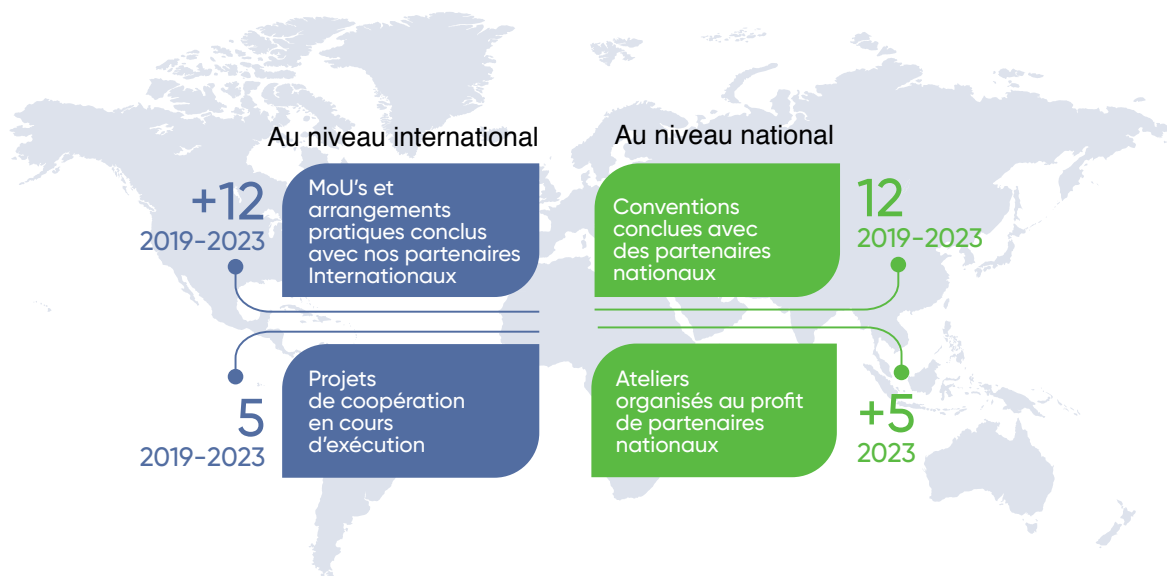 Au niveau international
+12
2019-2023
MoU's et
arrangements
pratiques conclus
avec nos partenaires
Internationaux
5
2019-2023
Projets
de coopération
en cours
d'exécution
Au niveau national
Conventions
conclues avec
des partenaires
nationaux
12
2019-2023
Ateliers
organisés au profit
de partenaires
nationaux
+5
2023